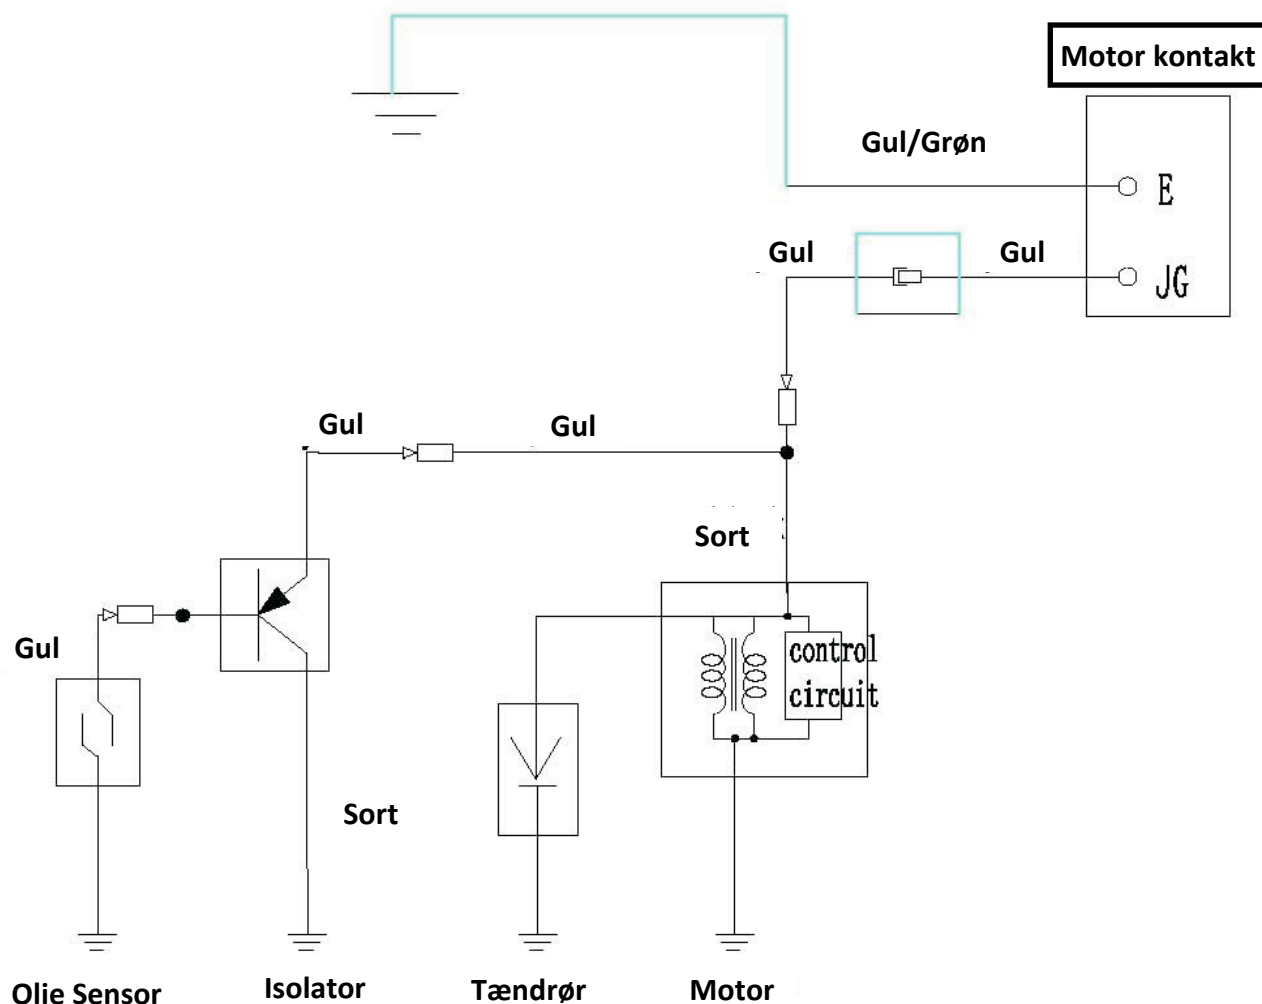 Motor kontakt
Gul/Grøn
E
Gul
Gul
JG
Gul
Gul
Sort
Gul
control
circuit
Sort
Olie Sensor
Isolator
Tændrør
Motor